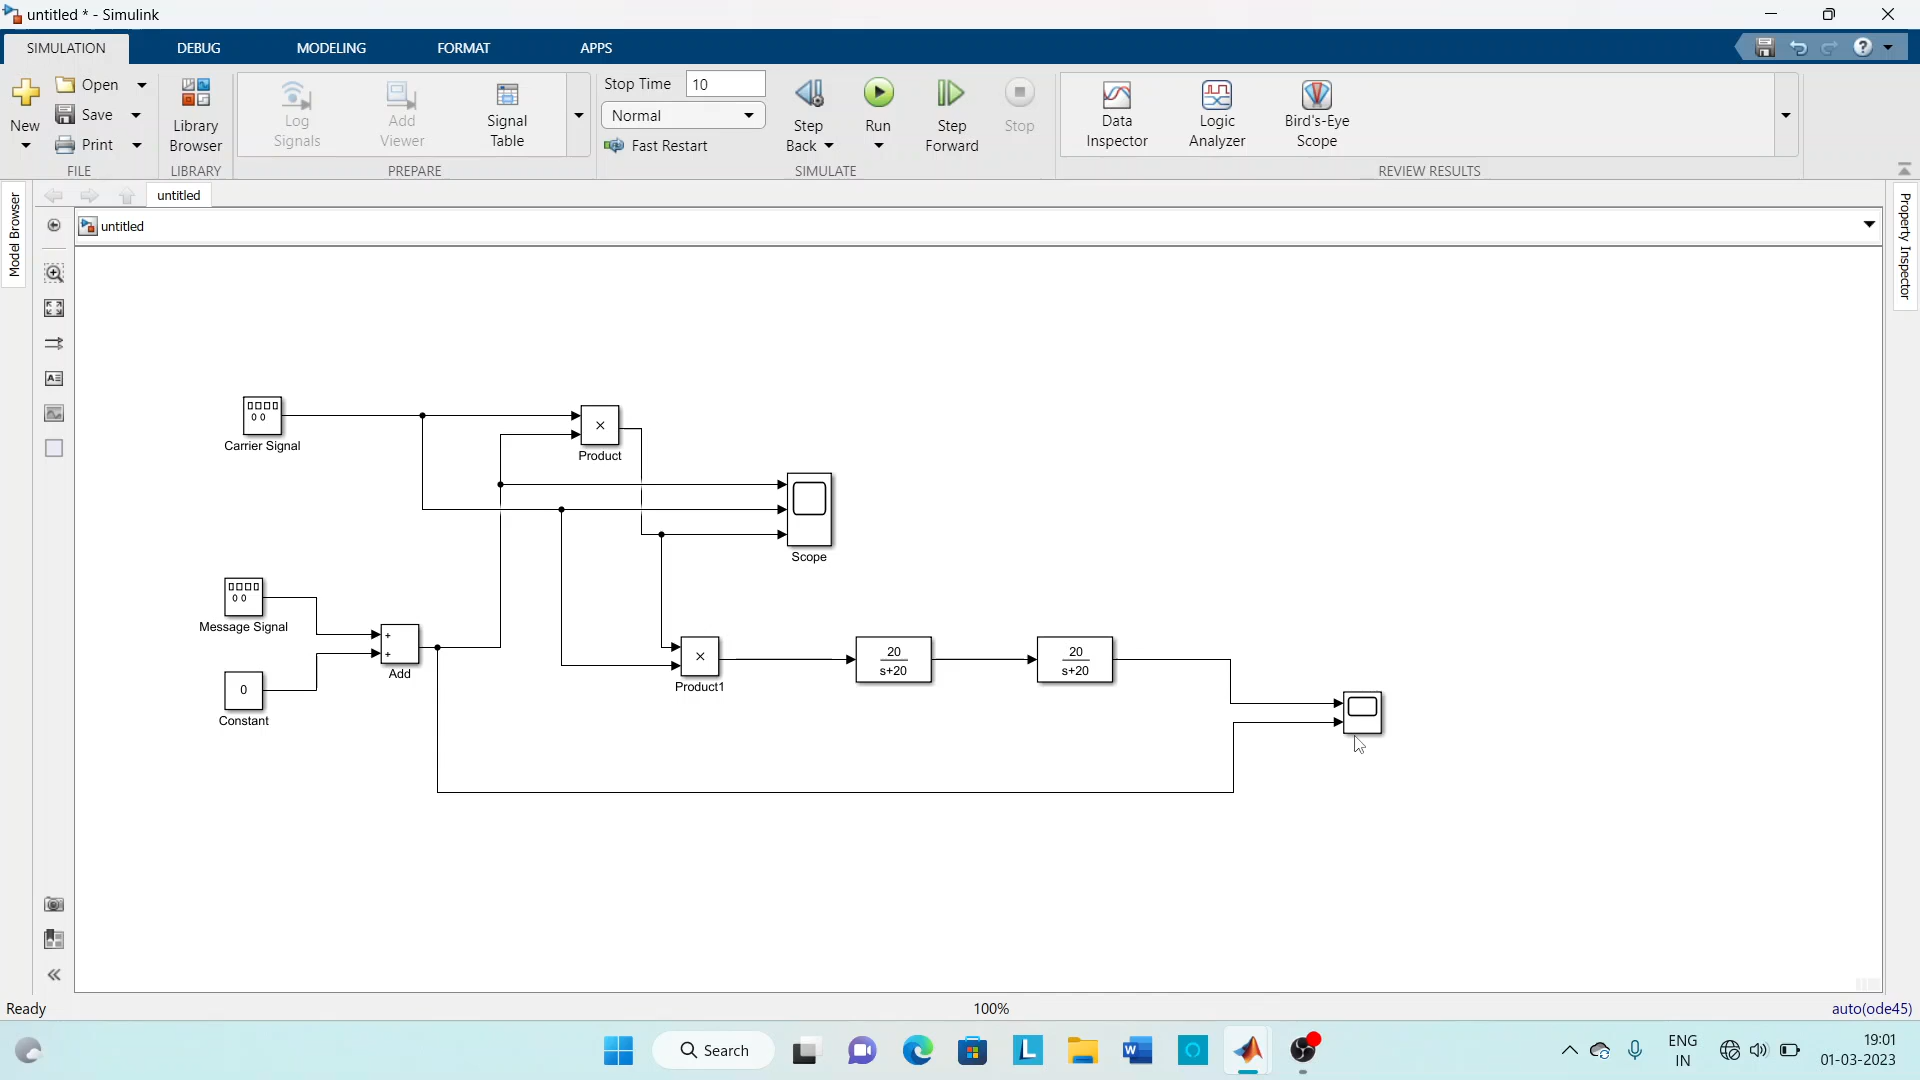 untitled * - Simulink
SIMULATION
DEBUG
MODELING
FORMAT
APPS
New
Open
Save
Print
FILE
Library
Browser
LIBRARY
Log
Signals
Add
Viewer
Signal
Table
PREPARE
Stop Time 10
Normal
Fast Restart
Step
Back
Run
Step
Forward
Stop
SIMULATE
Data
Inspector
Logic
Analyzer
Bird's-Eye
Scope
REVIEW RESULTS
Model Browser
untitled
untitled
Property Inspector
Carrier Signal
×
Product
Scope
Message Signal
+
+
Add
0
Constant
×
Product1
20
s+20
20
s+20
Ready
100%
auto(ode45)
Search
ENG
IN
19:01
01-03-2023